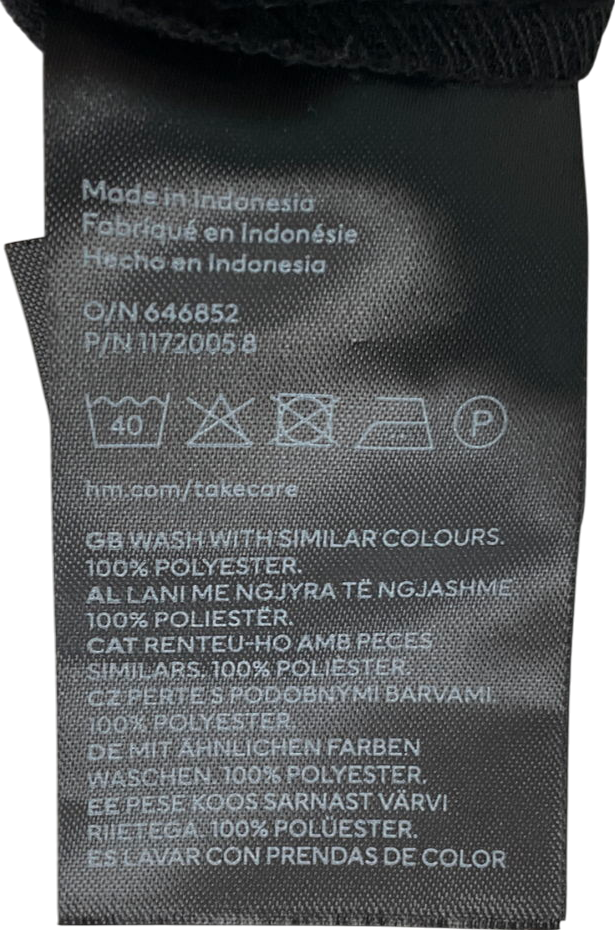 Made in Indonesia
Fabriqué en Indonésie
Hecho en Indonesia
O/N 646852
P/N 1172005 8
40 P
hm.com/takecare
GB WASH WITH SIMILAR COLOURS.
100% POLYESTER.
AL LANI ME NGJYRA TË NGJASHME
100% POLIESTËR.
CAT RENTEU-HO AMB PECES
SIMILARS. 100% POLIÈSTER.
CZ PERTE S PODOBNÝMI BARVAMI.
100% POLYESTER.
DE MIT ÄHNLICHEN FARBEN
WASCHEN. 100% POLYESTER.
EE PESE KOOS SARNAST VÄRVI
RIIETEGA. 100% POLÜESTER.
ES LAVAR CON PRENDAS DE COLOR